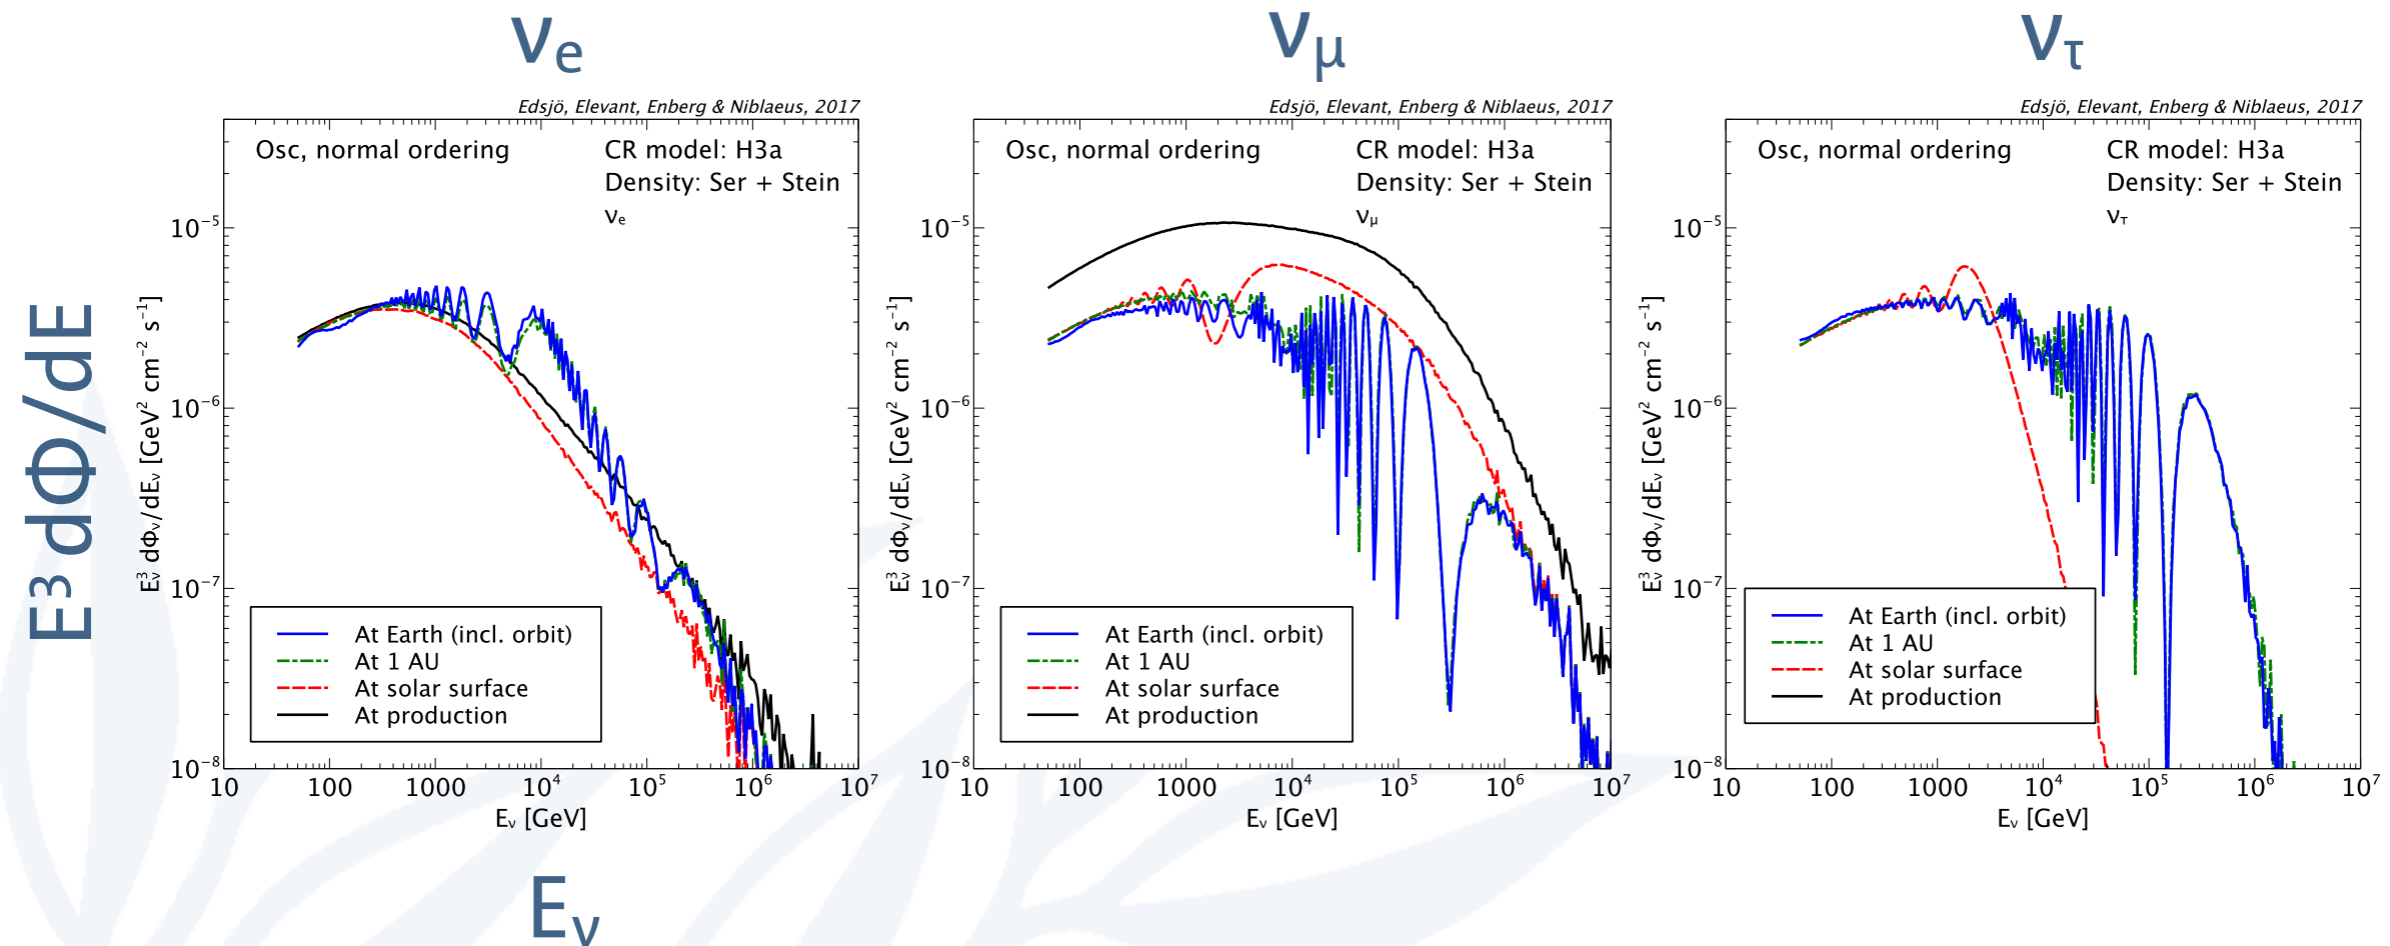 νe
νμ
ντ
E³ dΦ/dE
Edsjö, Elevant, Enberg & Niblaeus, 2017
Osc, normal ordering
CR model: H3a
Density: Ser + Stein
νe
10⁻⁵
10⁻⁶
10⁻⁷
10⁻⁸
Eν³ dΦν/dEν [GeV² cm⁻² s⁻¹]
At Earth (incl. orbit)
At 1 AU
At solar surface
At production
10 100 1000 10⁴ 10⁵ 10⁶ 10⁷
Eν [GeV]
Edsjö, Elevant, Enberg & Niblaeus, 2017
Osc, normal ordering
CR model: H3a
Density: Ser + Stein
νμ
10⁻⁵
10⁻⁶
10⁻⁷
10⁻⁸
Eν³ dΦν/dEν [GeV² cm⁻² s⁻¹]
At Earth (incl. orbit)
At 1 AU
At solar surface
At production
10 100 1000 10⁴ 10⁵ 10⁶ 10⁷
Eν [GeV]
Edsjö, Elevant, Enberg & Niblaeus, 2017
Osc, normal ordering
CR model: H3a
Density: Ser + Stein
ντ
10⁻⁵
10⁻⁶
10⁻⁷
10⁻⁸
Eν³ dΦν/dEν [GeV² cm⁻² s⁻¹]
At Earth (incl. orbit)
At 1 AU
At solar surface
At production
10 100 1000 10⁴ 10⁵ 10⁶ 10⁷
Eν [GeV]
Eν